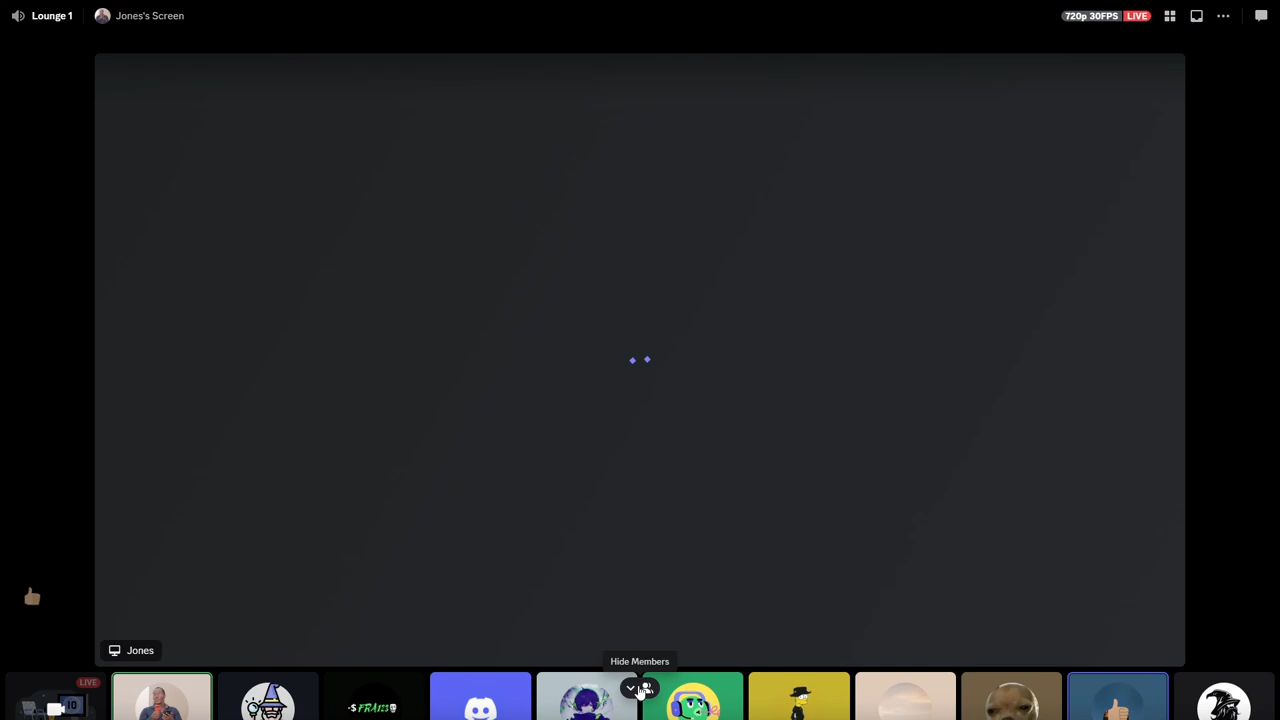 Lounge 1
Jones's Screen
720p 30FPS LIVE
Jones
Hide Members
LIVE